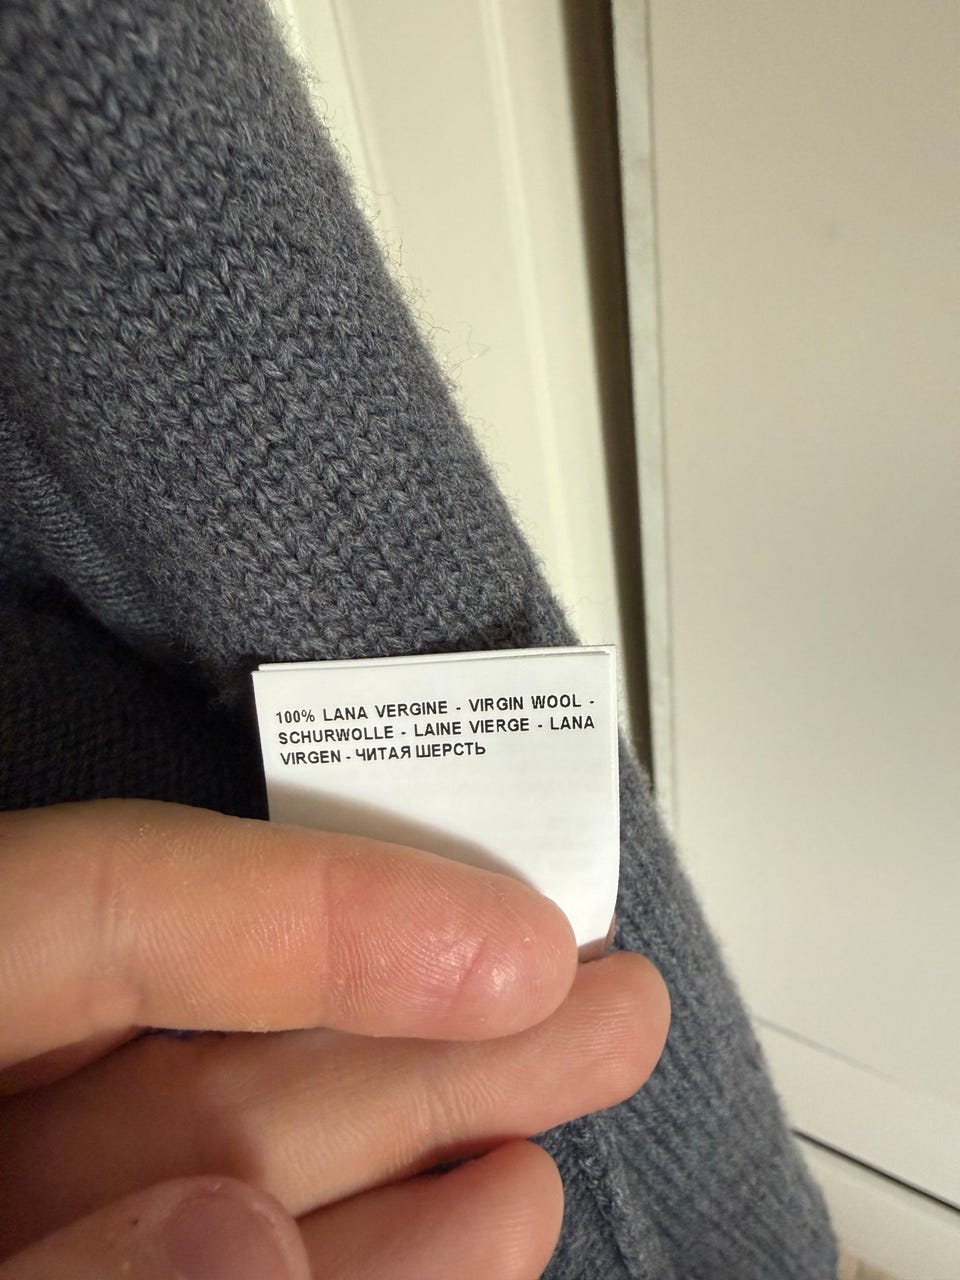 100% LANA VERGINE - VIRGIN WOOL -
SCHURWOLLE - LAINE VIERGE - LANA
VIRGEN - ЧИТАЯ ШЕРСТЬ